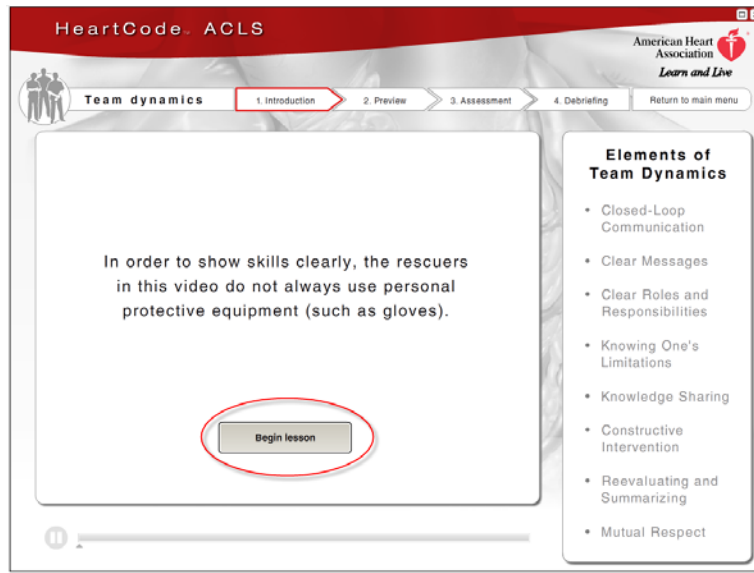 HeartCode™ ACLS
American Heart
Association
Learn and Live
Team dynamics
1. Introduction
2. Preview
3. Assessment
4. Debriefing
Return to main menu
In order to show skills clearly, the rescuers
in this video do not always use personal
protective equipment (such as gloves).
Begin lesson
Elements of
Team Dynamics
• Closed-Loop
Communication
• Clear Messages
• Clear Roles and
Responsibilities
• Knowing One's
Limitations
• Knowledge Sharing
• Constructive
Intervention
• Reevaluating and
Summarizing
• Mutual Respect